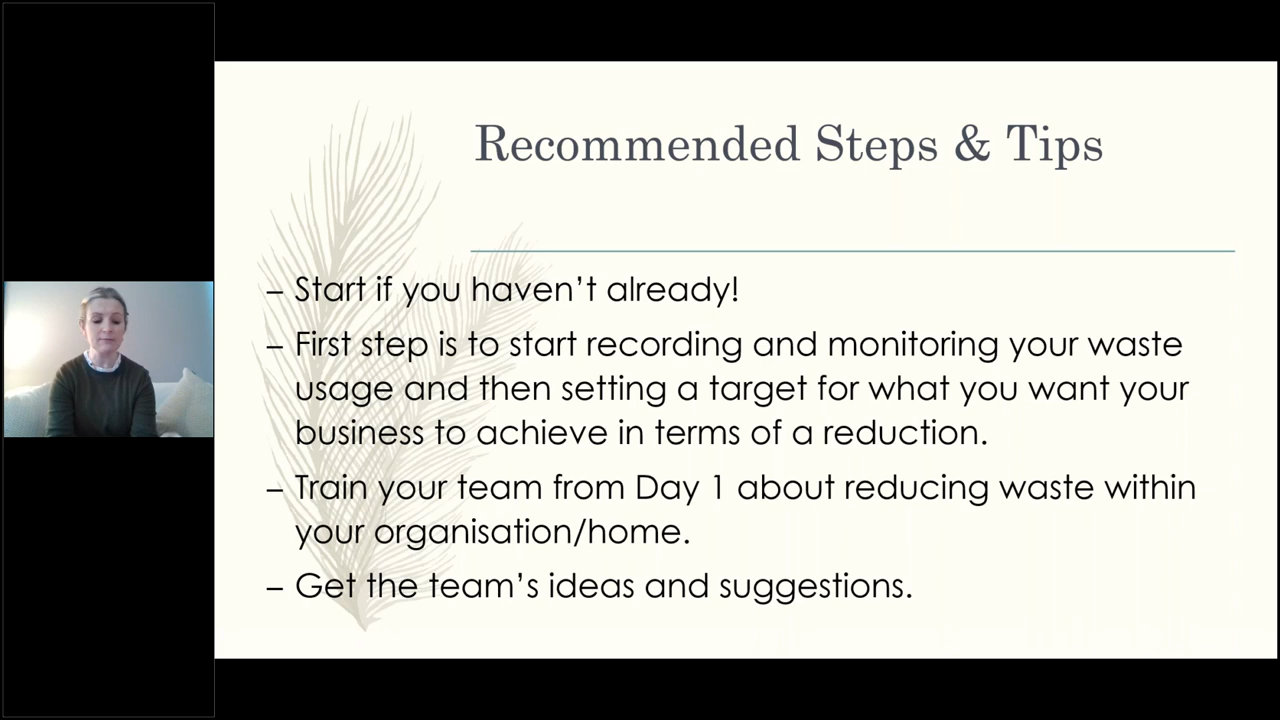 Recommended Steps & Tips
– Start if you haven’t already!
– First step is to start recording and monitoring your waste
usage and then setting a target for what you want your
business to achieve in terms of a reduction.
– Train your team from Day 1 about reducing waste within
your organisation/home.
– Get the team’s ideas and suggestions.